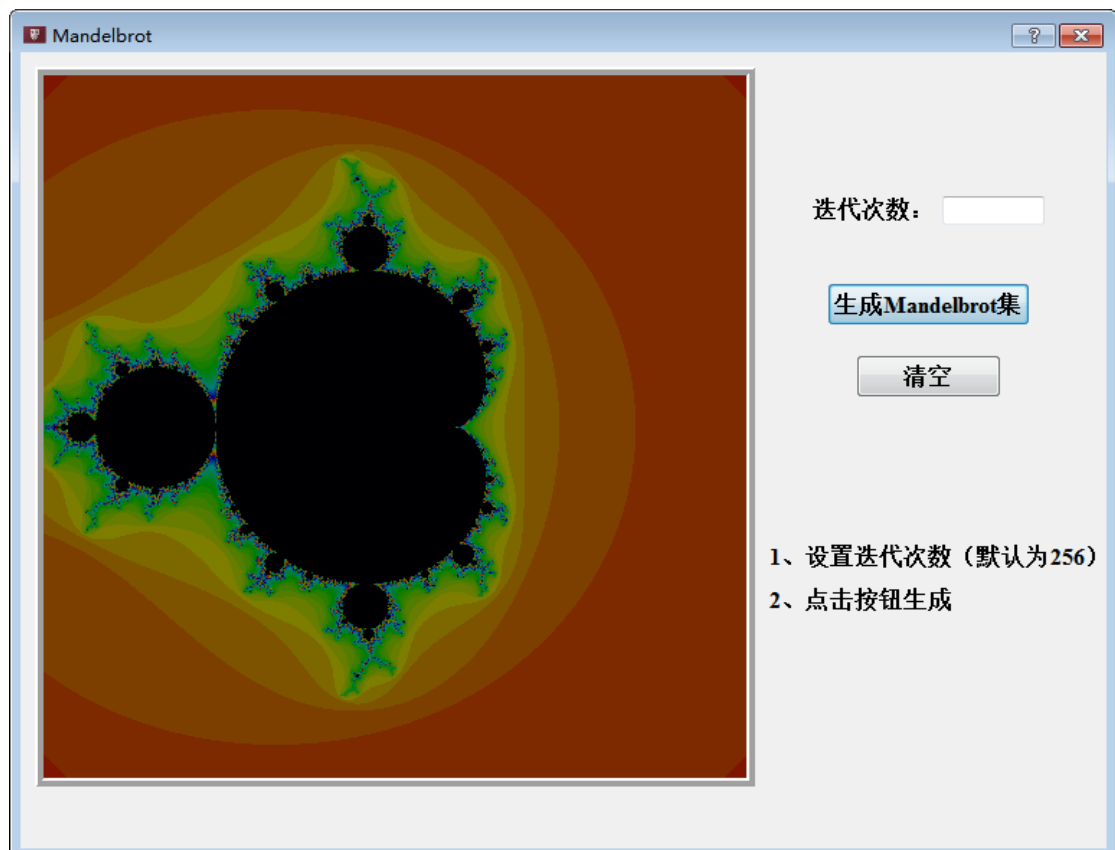 Mandelbrot
迭代次数：
生成Mandelbrot集
清空
1、设置迭代次数（默认为256）
2、点击按钮生成